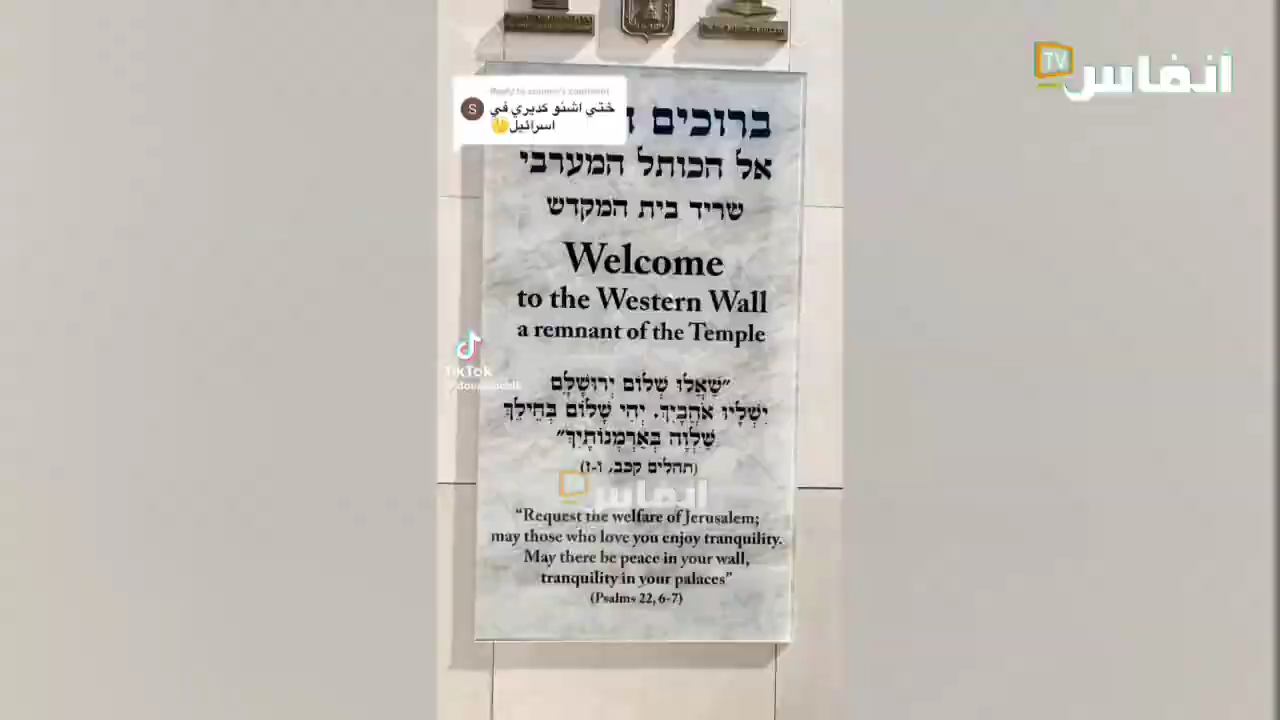 TV
أنفاس
ختي اشنو كديري في
اسرائيل
S
ברוכים
אל הכותל המערבי
שריד בית המקדש
Welcome
to the Western Wall
a remnant of the Temple
"שַׁאֲלוּ שְׁלוֹם יְרוּשָׁלִָם
יִשְׁלָיוּ אֹהֲבָיִךְ. יְהִי שָׁלוֹם בְּחֵילֵךְ
שַׁלְוָה בְּאַרְמְנוֹתָיִךְ"
(תהלים קכב, ו-ז)
TikTok
أنفاس
"Request the welfare of Jerusalem;
may those who love you enjoy tranquility.
May there be peace in your wall,
tranquility in your palaces"
(Psalms 22, 6-7)